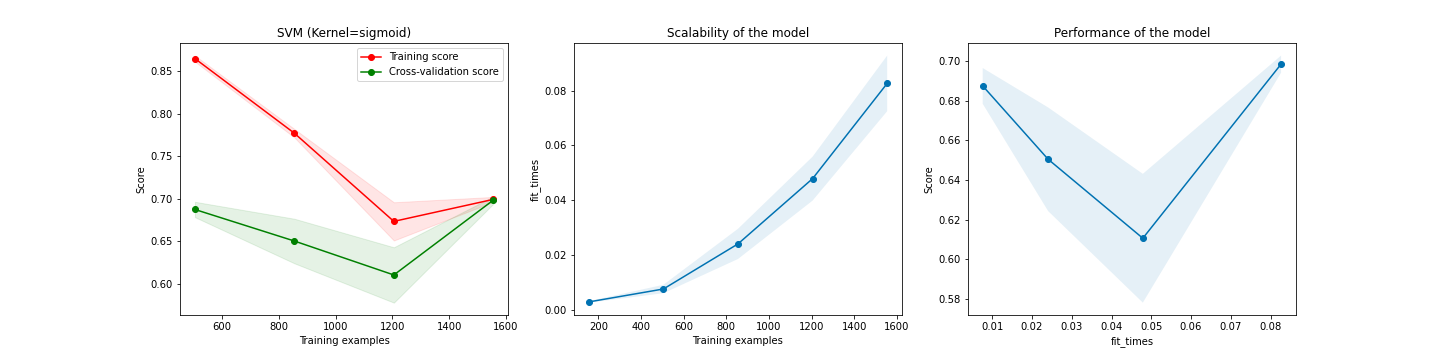 SVM (Kernel=sigmoid)
Training score
Cross-validation score
Score
0.85
0.80
0.75
0.70
0.65
0.60
600 800 1000 1200 1400 1600
Training examples
Scalability of the model
fit_times
0.08
0.06
0.04
0.02
0.00
200 400 600 800 1000 1200 1400 1600
Training examples
Performance of the model
Score
0.70
0.68
0.66
0.64
0.62
0.60
0.58
0.01 0.02 0.03 0.04 0.05 0.06 0.07 0.08
fit_times